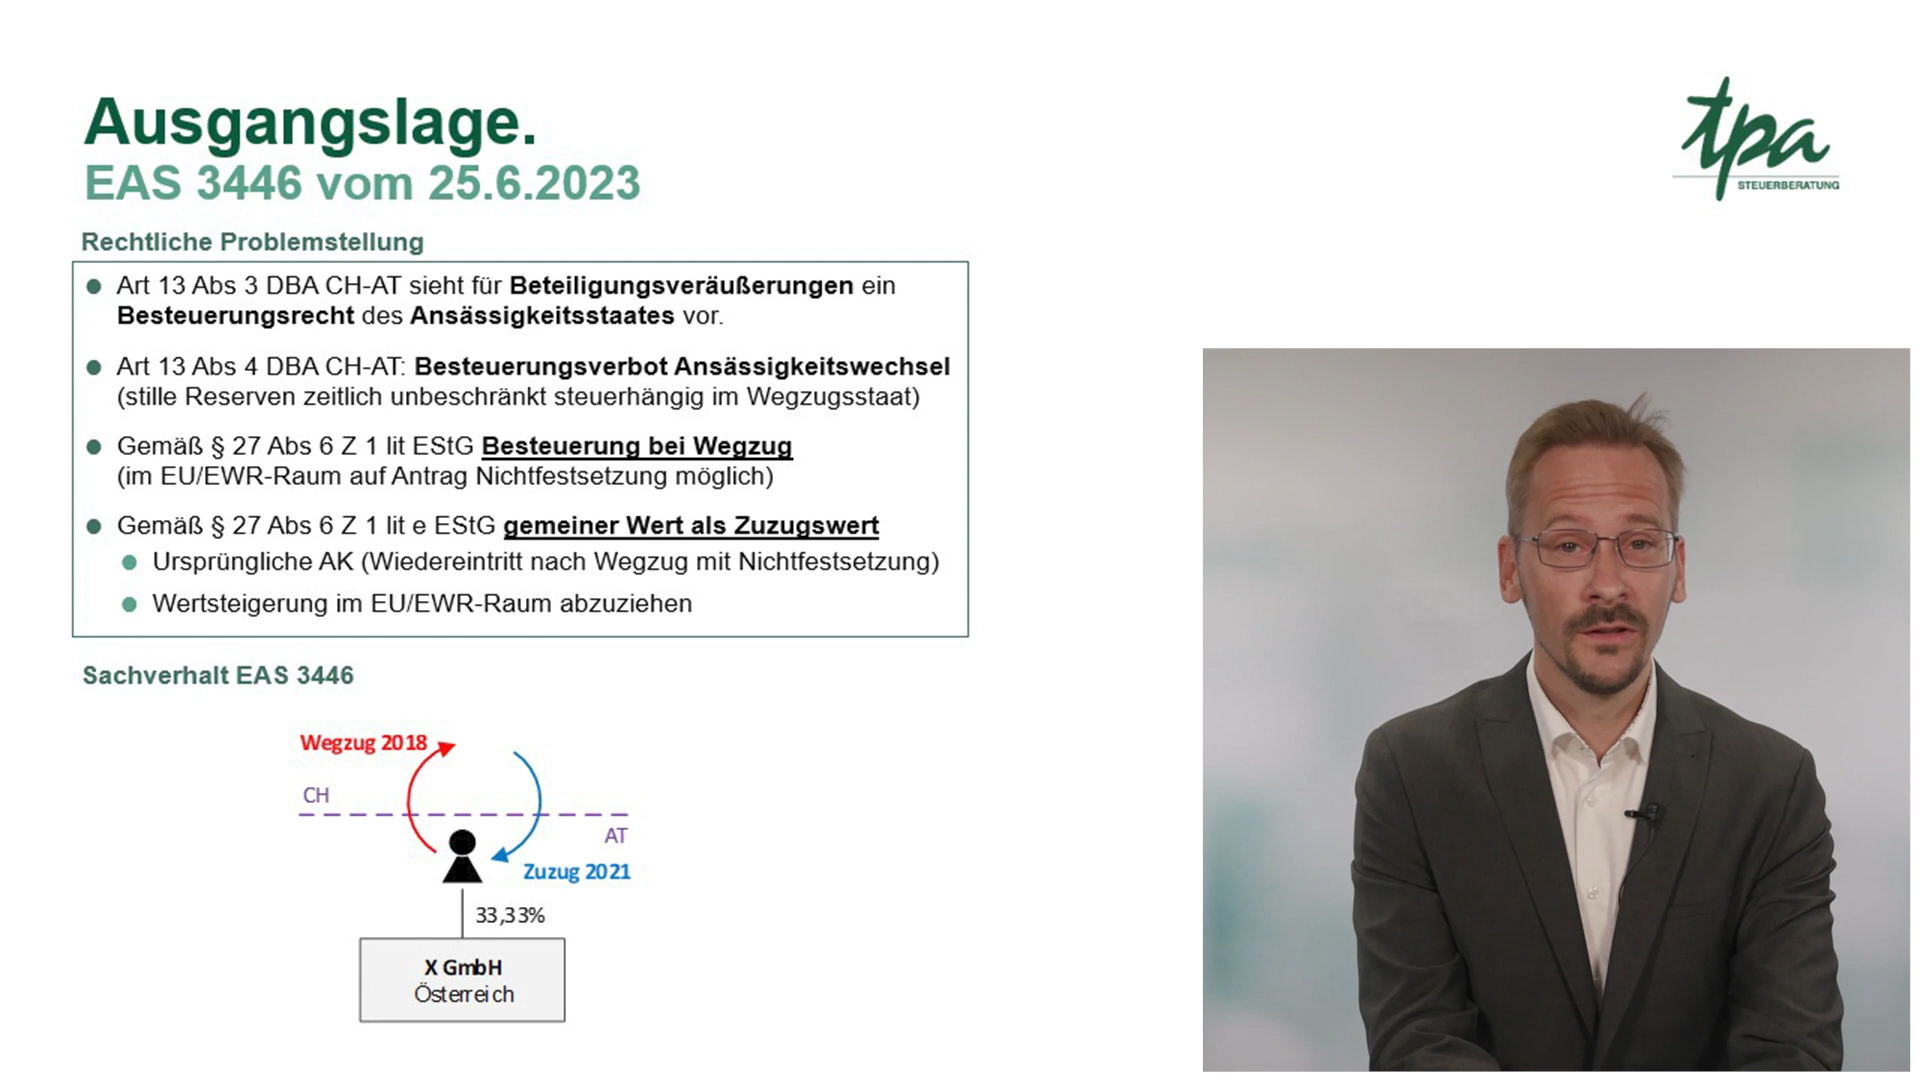 Ausgangslage.
EAS 3446 vom 25.6.2023
tpa
STEUERBERATUNG
Rechtliche Problemstellung
Art 13 Abs 3 DBA CH-AT sieht für Beteiligungsveräußerungen ein
Besteuerungsrecht des Ansässigkeitsstaates vor.
Art 13 Abs 4 DBA CH-AT: Besteuerungsverbot Ansässigkeitswechsel
(stille Reserven zeitlich unbeschränkt steuerhängig im Wegzugsstaat)
Gemäß § 27 Abs 6 Z 1 lit EStG Besteuerung bei Wegzug
(im EU/EWR-Raum auf Antrag Nichtfestsetzung möglich)
Gemäß § 27 Abs 6 Z 1 lit e EStG gemeiner Wert als Zuzugswert
Ursprüngliche AK (Wiedereintritt nach Wegzug mit Nichtfestsetzung)
Wertsteigerung im EU/EWR-Raum abzuziehen
Sachverhalt EAS 3446
Wegzug 2018
CH
AT
Zuzug 2021
33,33%
X GmbH
Österreich